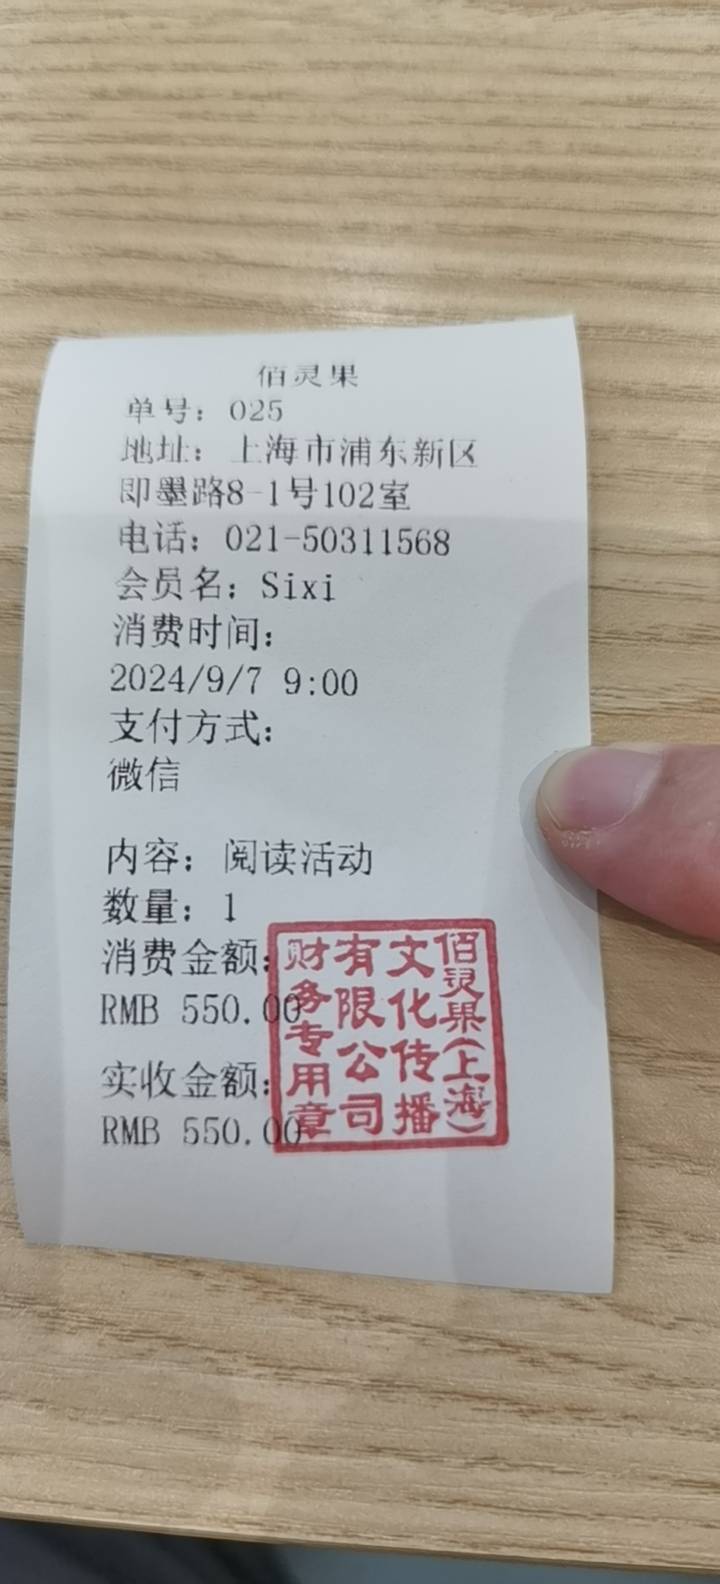 佰灵果
单号：025
地址：上海市浦东新区
即墨路8-1号102室
电话：021-50311568
会员名：Sixi
消费时间：
2024/9/7 9:00
支付方式：
微信
内容：阅读活动
数量：1
消费金额：
RMB 550.00
实收金额：
RMB 550.00
佰灵果(上海)
文化传播
有限公司
财务专用章